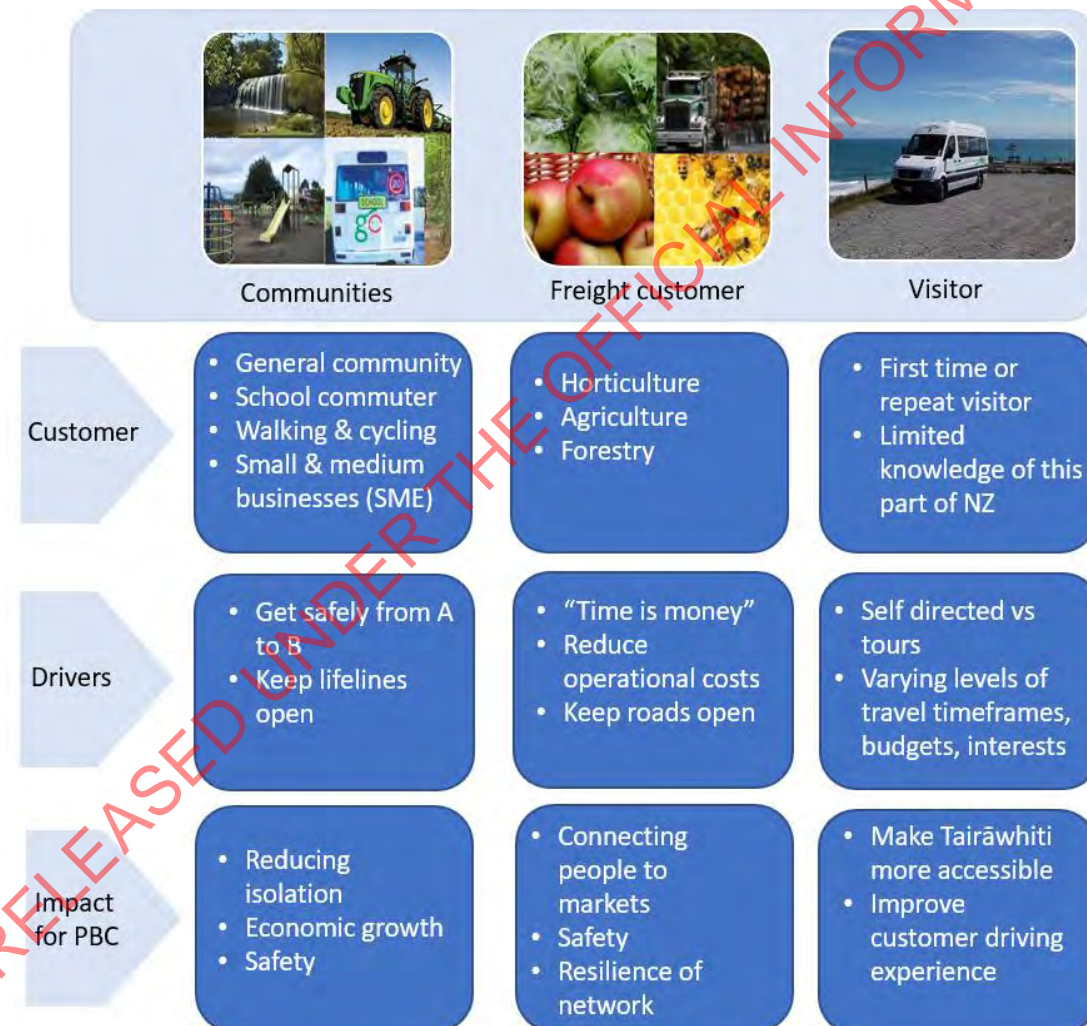 Communities
Freight customer
Visitor
Customer
• General community
• School commuter
• Walking & cycling
• Small & medium
businesses (SME)
• Horticulture
• Agriculture
• Forestry
• First time or
repeat visitor
• Limited
knowledge of this
part of NZ
Drivers
• Get safely from A
to B
• Keep lifelines
open
• “Time is money”
• Reduce
operational costs
• Keep roads open
• Self directed vs
tours
• Varying levels of
travel timeframes,
budgets, interests
Impact
for PBC
• Reducing
isolation
• Economic growth
• Safety
• Connecting
people to
markets
• Safety
• Resilience of
network
• Make Tairāwhiti
more accessible
• Improve
customer driving
experience
SCHOOL
gc
RELEASED UNDER THE OFFICIAL INFORM